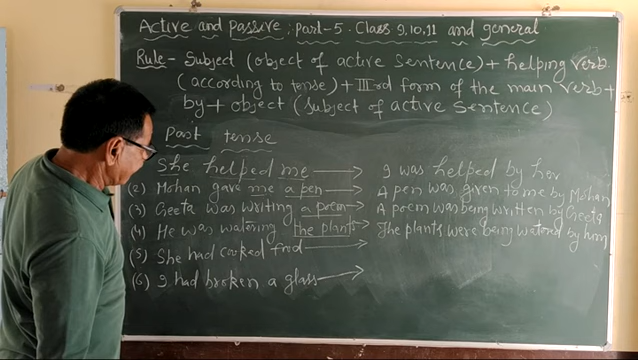 Active and passive : Part-5. Class 9,10,11 and general
Rule- Subject (object of active Sentence) + helping verb
(according to tense) + IIIrd form of the main verb +
by + object (Subject of active Sentence)
Past tense
She helped me → I was helped by her
(2) Mohan gave me a pen → A pen was given to me by Mohan
(3) Geeta was writing a poem → A poem was being written by Geeta
(4) He was watering the plants → The plants were being watered by him
(5) She had cooked food →
(6) I had broken a glass →